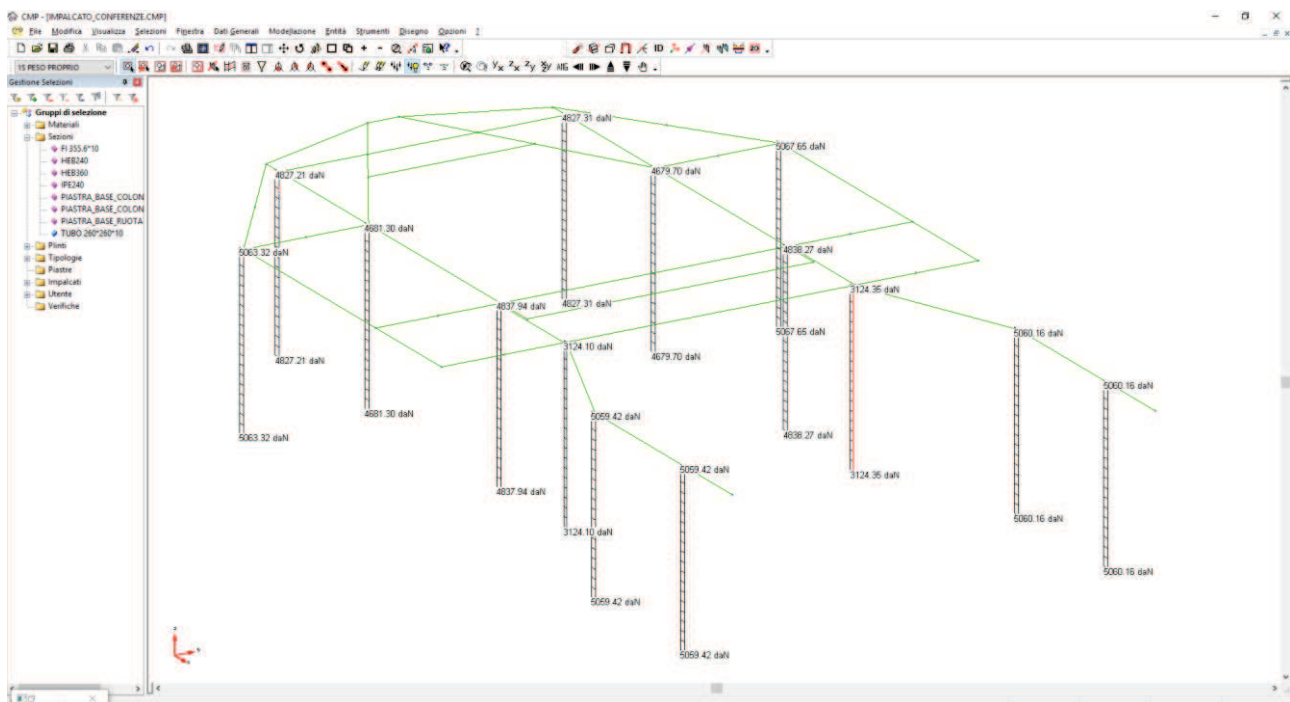 CMP - [IMPALCATO_CONFERENZE.CMP]
File Modifica Visualizza Selezioni Finestra Dati Generali Modellazione Entità Strumenti Disegno Opzioni ?
ID
15 PESO PROPRIO
Gestione Selezioni
Gruppi di selezione
Materiali
Sezioni
FI 355.6*10
HEB240
HEB360
IPE240
PIASTRA_BASE_COLON
PIASTRA_BASE_COLON
PIASTRA_BASE_RUOTA
TUBO 260*260*10
Plinti
Tipologie
Piastre
Impalcati
Utente
Verifiche
4827.31 daN
5067.65 daN
4827.21 daN
4679.70 daN
4681.30 daN
5063.32 daN
4838.27 daN
3124.35 daN
4827.31 daN
4837.94 daN
5067.65 daN
5060.16 daN
3124.10 daN
4679.70 daN
4827.21 daN
5060.16 daN
4681.30 daN
5059.42 daN
5063.32 daN
4838.27 daN
5059.42 daN
3124.35 daN
4837.94 daN
5060.16 daN
3124.10 daN
5060.16 daN
5059.42 daN
5059.42 daN